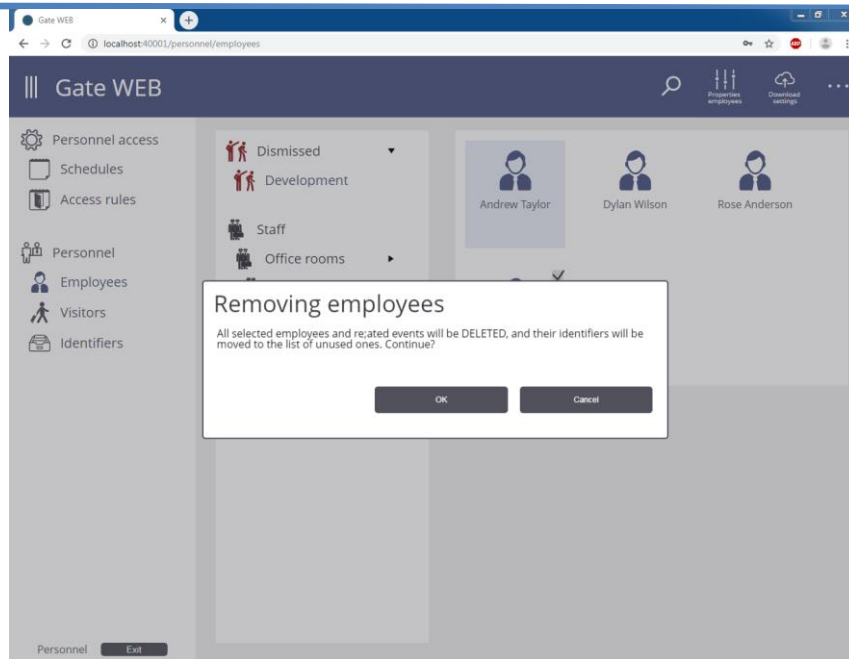 Gate WEB
localhost:40001/personnel/employees
ABP
Gate WEB
Properties
employees
Download
settings
Personnel access
Schedules
Access rules
Personnel
Employees
Visitors
Identifiers
Dismissed
Development
Staff
Office rooms
Andrew Taylor
Dylan Wilson
Rose Anderson
Removing employees
All selected employees and re;ated events will be DELETED, and their identifiers will be
moved to the list of unused ones. Continue?
OK
Cancel
Personnel
Exit